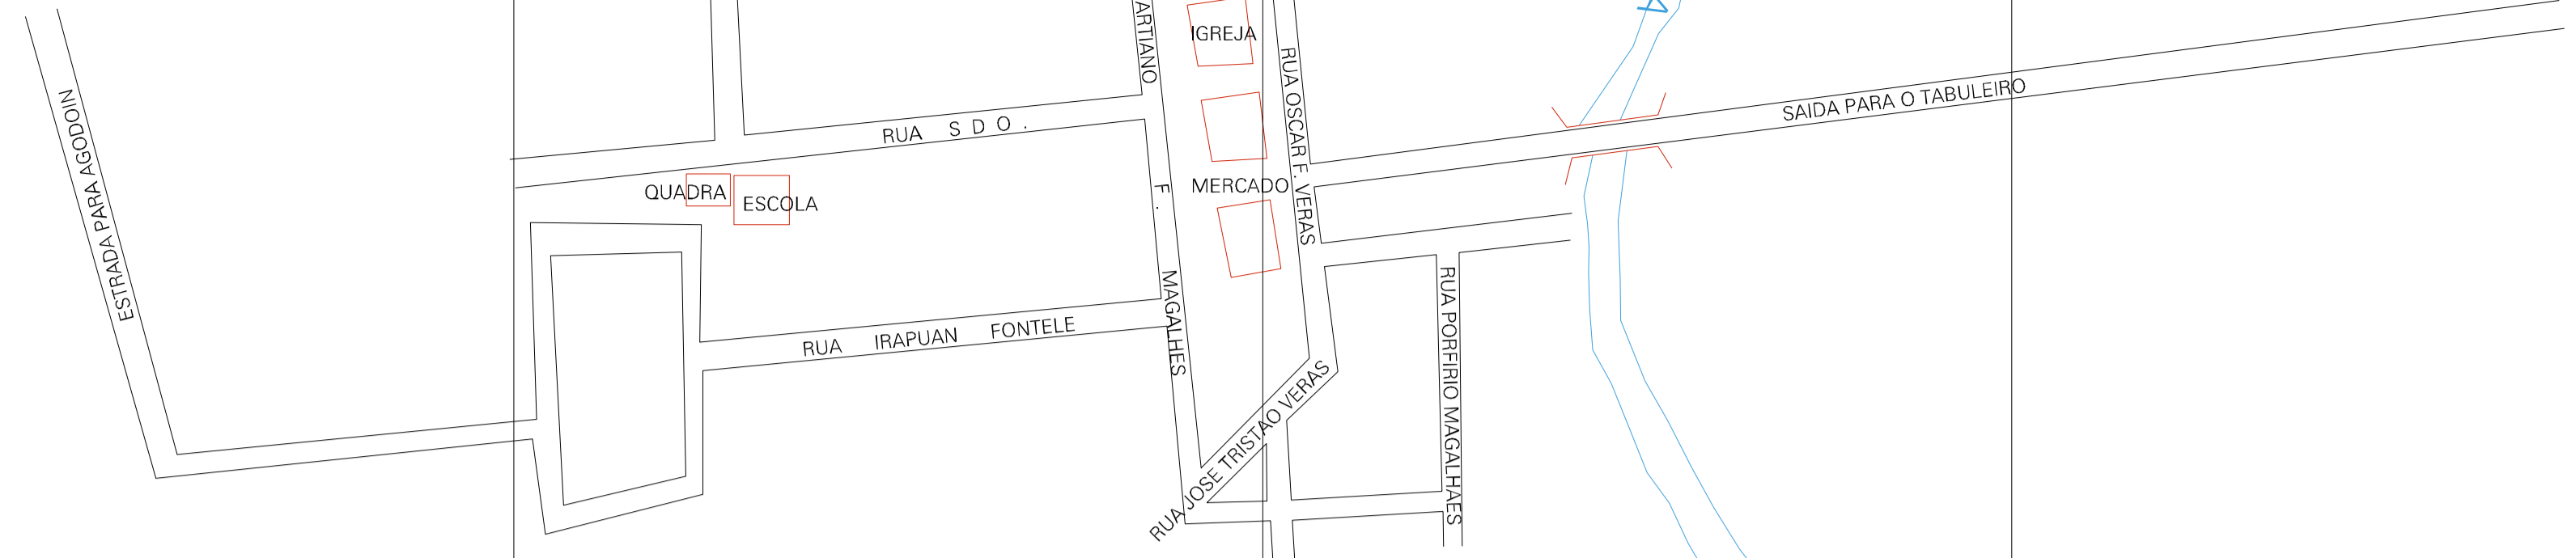 ARTIANO
IGREJA
RUA OSCAR F. VERAS
ESTRADA PARA AGODOIN
RUA S D O .
SAIDA PARA O TABULEIRO
QUADRA
ESCOLA
F.
MERCADO
MAGALHES
RUA IRAPUAN FONTELE
RUA PORFIRIO MAGALHAES
RUA JOSE TRISTAO VERAS